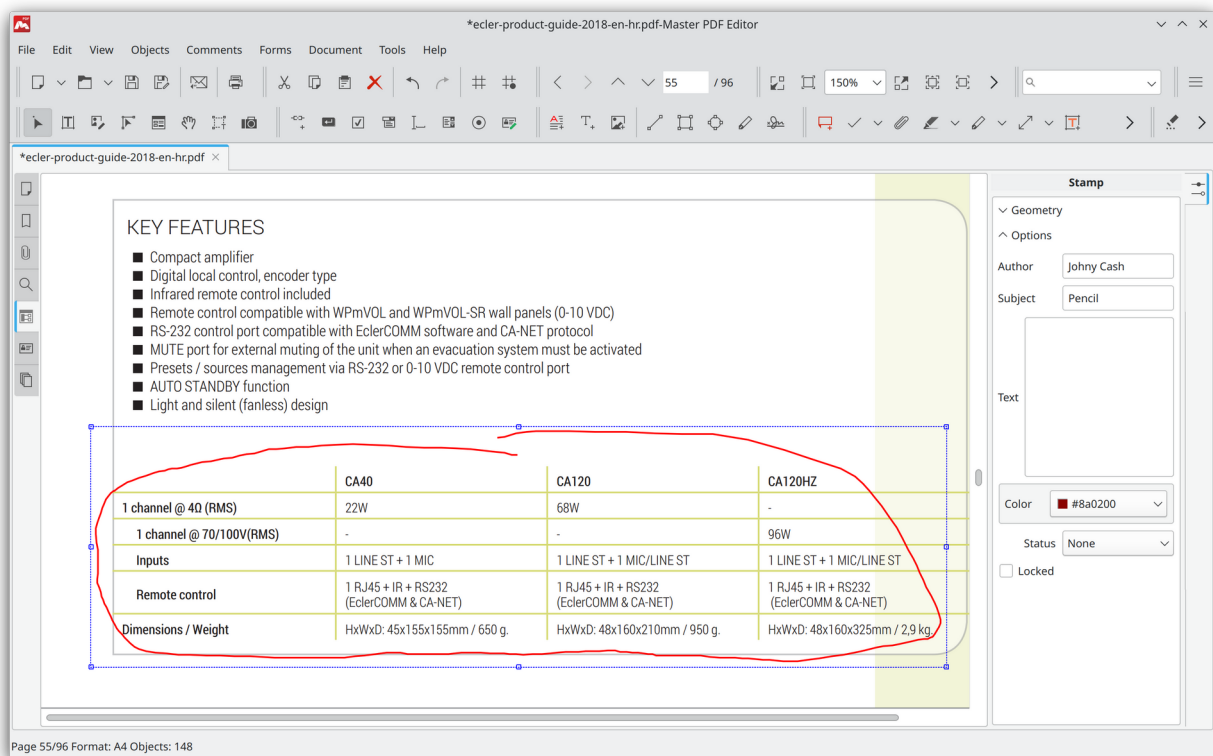 *ecler-product-guide-2018-en-hr.pdf-Master PDF Editor
File Edit View Objects Comments Forms Document Tools Help
55 / 96 150%
*ecler-product-guide-2018-en-hr.pdf
KEY FEATURES
Compact amplifier
Digital local control, encoder type
Infrared remote control included
Remote control compatible with WPmVOL and WPmVOL-SR wall panels (0-10 VDC)
RS-232 control port compatible with EclerCOMM software and CA-NET protocol
MUTE port for external muting of the unit when an evacuation system must be activated
Presets / sources management via RS-232 or 0-10 VDC remote control port
AUTO STANDBY function
Light and silent (fanless) design
CA40 CA120 CA120HZ
1 channel @ 4Ω (RMS) 22W 68W -
1 channel @ 70/100V(RMS) - - 96W
Inputs 1 LINE ST + 1 MIC 1 LINE ST + 1 MIC/LINE ST 1 LINE ST + 1 MIC/LINE ST
Remote control 1 RJ45 + IR + RS232 1 RJ45 + IR + RS232 1 RJ45 + IR + RS232
(EclerCOMM & CA-NET) (EclerCOMM & CA-NET) (EclerCOMM & CA-NET)
Dimensions / Weight HxWxD: 45x155x155mm / 650 g. HxWxD: 48x160x210mm / 950 g. HxWxD: 48x160x325mm / 2,9 kg.
Stamp
Geometry
Options
Author Johny Cash
Subject Pencil
Text
Color #8a0200
Status None
Locked
Page 55/96 Format: A4 Objects: 148